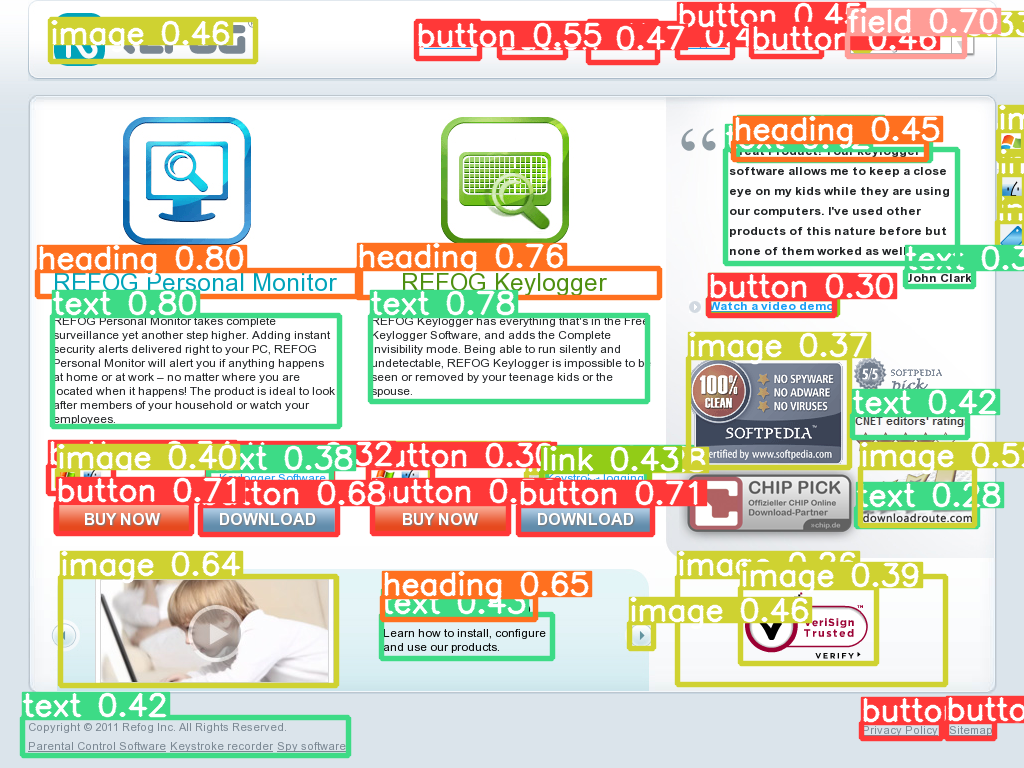 image 0.46
REFOG
button 0.55
0.47
button 0.45
button 0.46
field 0.70
heading 0.45
software allows me to keep a close
eye on my kids while they are using
our computers. I've used other
products of this nature before but
none of them worked as well
John Clark
button 0.30
Watch a video demo
heading 0.80
REFOG Personal Monitor
text 0.80
REFOG Personal Monitor takes complete
surveillance yet another step higher. Adding instant
security alerts delivered right to your PC, REFOG
Personal Monitor will alert you if anything happens
at home or at work – no matter where you are
located when it happens! The product is ideal to look
after members of your household or watch your
employees.
heading 0.76
REFOG Keylogger
text 0.78
REFOG Keylogger has everything that's in the Free
Keylogger Software, and adds the Complete
Invisibility mode. Being able to run silently and
undetectable, REFOG Keylogger is impossible to be
seen or removed by your teenage kids or the
spouse.
image 0.37
100%
CLEAN
NO SPYWARE
NO ADWARE
NO VIRUSES
SOFTPEDIA
certified by www.softpedia.com
5/5
SOFTPEDIA
pick
text 0.42
CNET editors' rating:
image 0.40
text 0.38
Keylogger Software
link 0.43
Keystroke logging
button 0.71
BUY NOW
button 0.68
DOWNLOAD
BUY NOW
button 0.71
DOWNLOAD
CHIP PICK
Offizieller CHIP Online
Download-Partner
chip.de
text 0.28
downloadroute.com
image 0.64
heading 0.65
text 0.45
Learn how to install, configure
and use our products.
image 0.46
image 0.39
VeriSign
Trusted
VERIFY
text 0.42
Copyright © 2011 Refog Inc. All Rights Reserved.
Parental Control Software Keystroke recorder Spy software
Privacy Policy
Sitemap